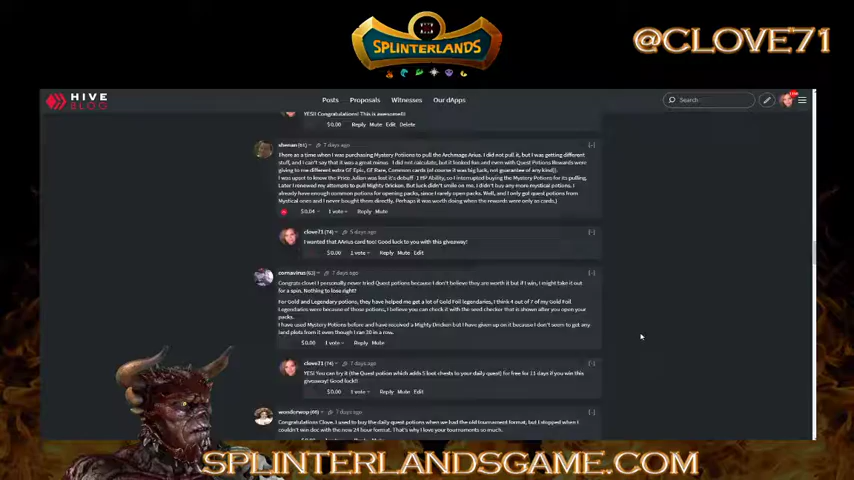 SPLINTERLANDS
@CLOVE71
HIVE
BLOG
Posts Proposals Witnesses Our dApps
Search
YES! Congratulations! This is awesome!!
$0.00 Reply Mute Edit Delete
shenan (61) 7 days ago [-]
There as a time when I was purchasing Mystery Potions to pull the Archmage Arius. I did not pull it, but I was getting different
stuff, and I can't say that it was a great minus I did not calculate, but it looked fun and even with Quest Potions Rewards were
giving to me different extra GF Epic, GF Rare, Common cards (of course it was big luck, not guarantee of any kind).
I was upset to know the Price Julian was lost it's debuff -1 HP Ability, so I interrupted buying the Mystery Potions for its pulling.
Later I renewed my attempts to pull Mighty Dricken. But luck didn't smile on me. I didn't buy any more mystical potions. I
already have enough common potions for opening packs, since I rarely open packs. Well, and I only got quest potions from
Mystical ones and I never bought them directly. Perhaps it was worth doing when the rewards were only as cards.)
$0.04 1 vote Reply Mute
clove71 (74) 5 days ago [-]
I wanted that AArius card too! Good luck to you with this giveaway!
$0.00 1 vote Reply Mute Edit
cornavirus (63) 7 days ago [-]
Congrats clove! I personally never tried Quest potions because I don't believe they are worth it but if I win, I might take it out
for a spin. Nothing to lose right?
For Gold and Legendary potions, they have helped me get a lot of Gold Foil legendaries, I think 4 out of 7 of my Gold Foil
Legendaries were because of those potions, I believe you can check it with the seed checker that is shown after you open your
packs.
I have used Mystery Potions before and have received a Mighty Dricken but I have given up on it because I don't seem to get any
land plots from it even though I ran 30 in a row.
$0.00 1 vote Reply Mute
clove71 (74) 7 days ago [-]
YES! You can try it (the Quest potion which adds 5 loot chests to your daily quest) for free for 11 days if you win this
giveaway! Good luck!!
$0.00 1 vote Reply Mute Edit
wonderwop (66) 7 days ago [-]
Congratulations Clove. I used to buy the daily quest potions when we had the old tournament format, but I stopped when I
couldn't win dec with the new 24 hour format. That's why I love your tournaments so much.
SPLINTERLANDSGAME.COM